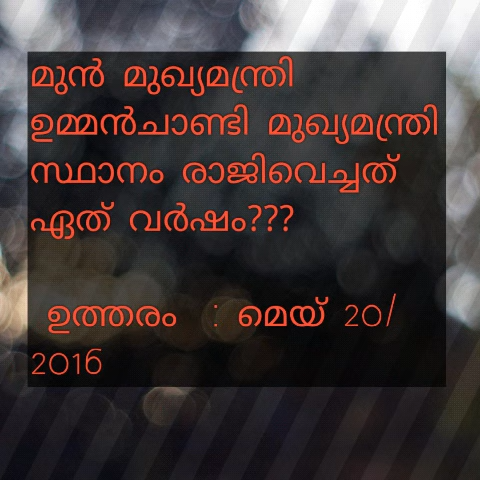 മുൻ മുഖ്യമന്ത്രി
ഉമ്മൻചാണ്ടി മുഖ്യമന്ത്രി
സ്ഥാനം രാജിവെച്ചത്
ഏത് വർഷം???
ഉത്തരം : മെയ് 20/
2016